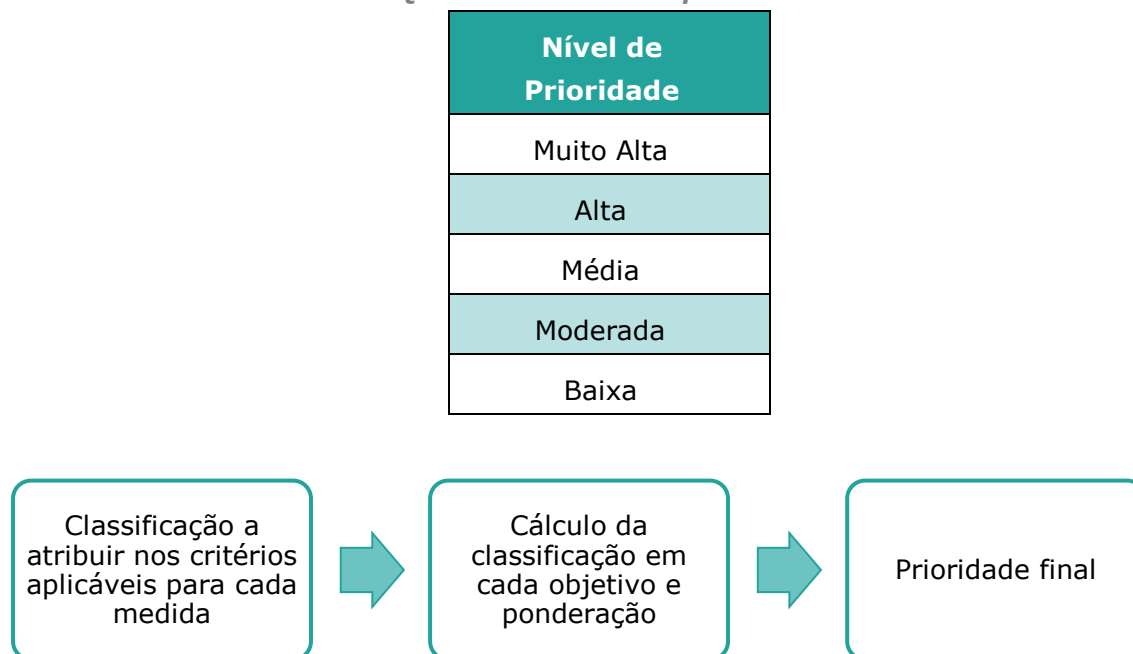 Nível de
Prioridade
Muito Alta
Alta
Média
Moderada
Baixa
Classificação a
atribuir nos critérios
aplicáveis para cada
medida
Cálculo da
classificação em
cada objetivo e
ponderação
Prioridade final